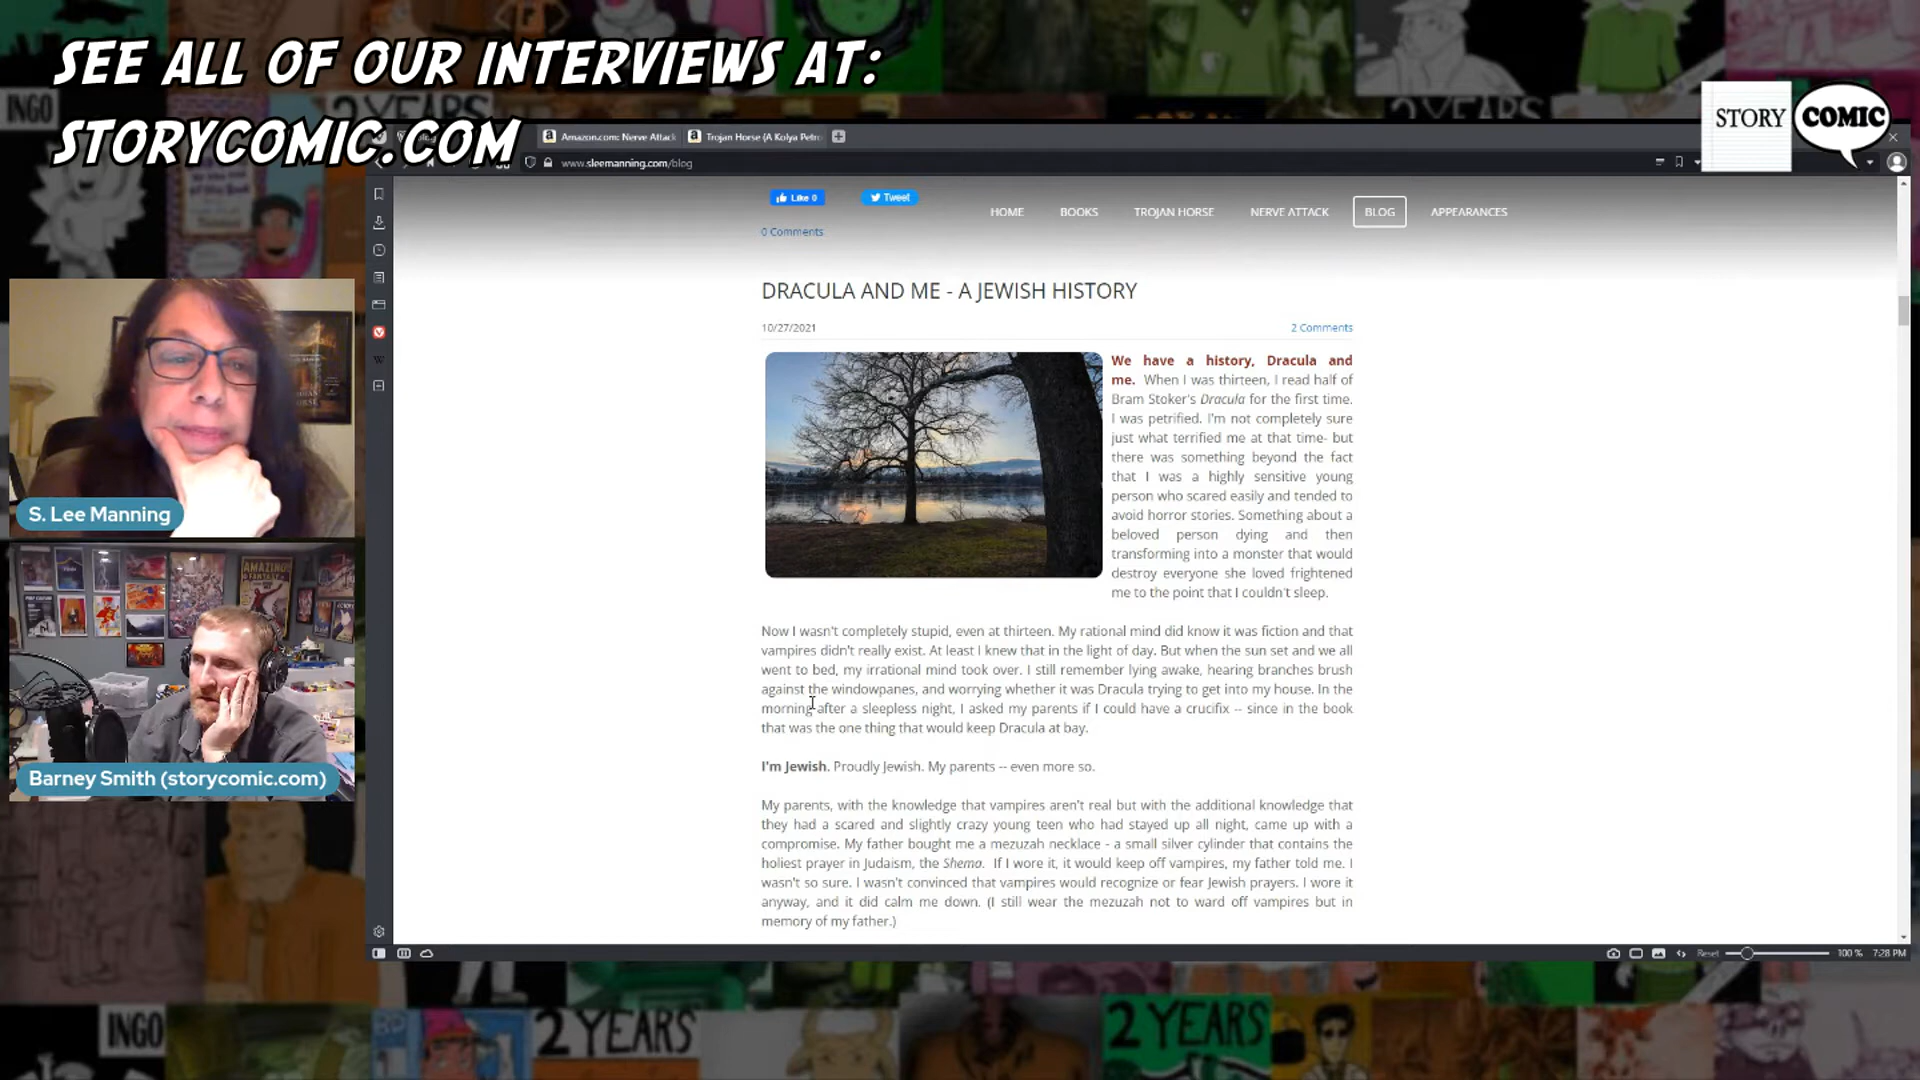 SEE ALL OF OUR INTERVIEWS AT:
STORYCOMIC.COM
STORY COMIC
INGO
2 YEARS
2 YEARS
Amazon.com: Nerve Attack
Trojan Horse (A Kolya Petro
www.sleemanning.com/blog
Like 0
Tweet
HOME
BOOKS
TROJAN HORSE
NERVE ATTACK
BLOG
APPEARANCES
0 Comments
DRACULA AND ME - A JEWISH HISTORY
10/27/2021
2 Comments
We have a history, Dracula and
me. When I was thirteen, I read half of
Bram Stoker's Dracula for the first time.
I was petrified. I'm not completely sure
just what terrified me at that time- but
there was something beyond the fact
that I was a highly sensitive young
person who scared easily and tended to
avoid horror stories. Something about a
beloved person dying and then
transforming into a monster that would
destroy everyone she loved frightened
me to the point that I couldn't sleep.
Now I wasn't completely stupid, even at thirteen. My rational mind did know it was fiction and that
vampires didn't really exist. At least I knew that in the light of day. But when the sun set and we all
went to bed, my irrational mind took over. I still remember lying awake, hearing branches brush
against the windowpanes, and worrying whether it was Dracula trying to get into my house. In the
morning after a sleepless night, I asked my parents if I could have a crucifix -- since in the book
that was the one thing that would keep Dracula at bay.
I'm Jewish. Proudly Jewish. My parents -- even more so.
My parents, with the knowledge that vampires aren't real but with the additional knowledge that
they had a scared and slightly crazy young teen who had stayed up all night, came up with a
compromise. My father bought me a mezuzah necklace - a small silver cylinder that contains the
holiest prayer in Judaism, the Shema. If I wore it, it would keep off vampires, my father told me. I
wasn't so sure. I wasn't convinced that vampires would recognize or fear Jewish prayers. I wore it
anyway, and it did calm me down. (I still wear the mezuzah not to ward off vampires but in
memory of my father.)
S. Lee Manning
AMAZING
FANTASY
Barney Smith (storycomic.com)
Reset
100 %
7:28 PM
INGO
2 YEARS
2 YEARS